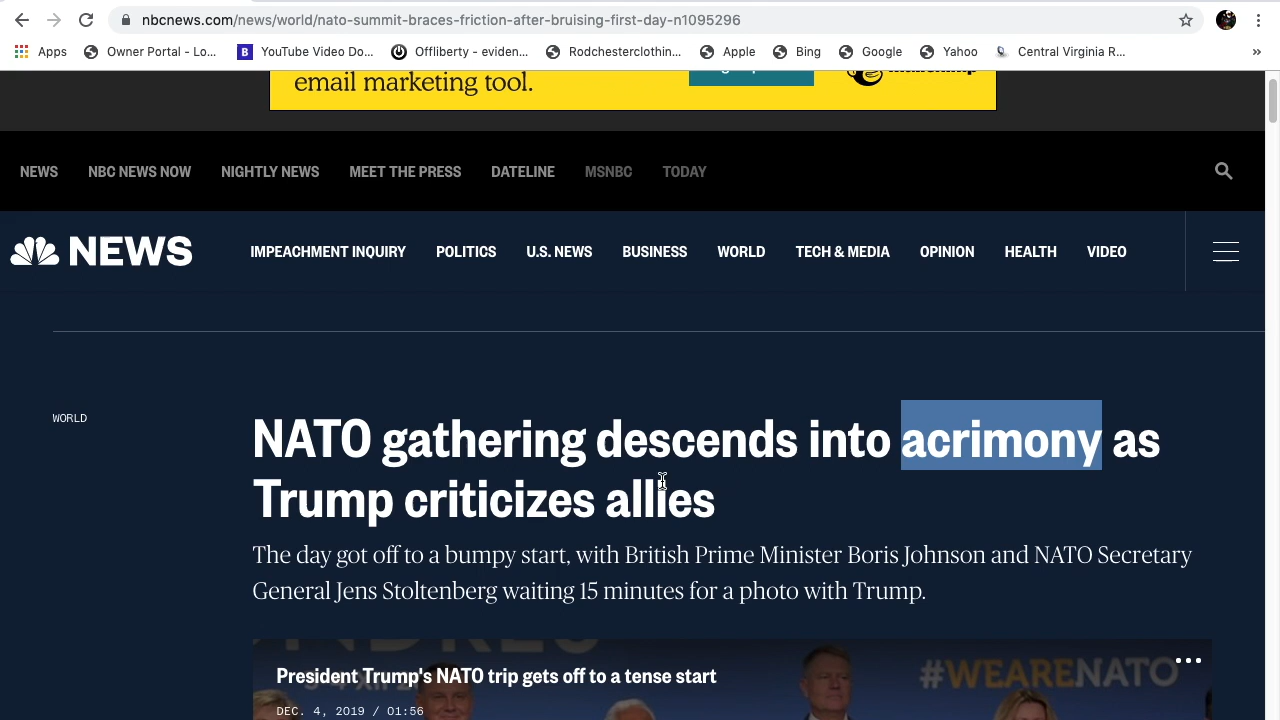 nbcnews.com/news/world/nato-summit-braces-friction-after-bruising-first-day-n1095296
Apps Owner Portal - Lo... B YouTube Video Do... Offliberty - eviden... Rodchesterclothin... Apple Bing Google Yahoo Central Virginia R... »
email marketing tool.
NEWS NBC NEWS NOW NIGHTLY NEWS MEET THE PRESS DATELINE MSNBC TODAY
NEWS IMPEACHMENT INQUIRY POLITICS U.S. NEWS BUSINESS WORLD TECH & MEDIA OPINION HEALTH VIDEO
WORLD
NATO gathering descends into acrimony as
Trump criticizes allies
The day got off to a bumpy start, with British Prime Minister Boris Johnson and NATO Secretary
General Jens Stoltenberg waiting 15 minutes for a photo with Trump.
President Trump's NATO trip gets off to a tense start
#WEARENATO
DEC. 4, 2019 / 01:56